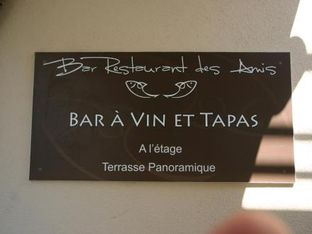 Bar Restaurant des Amis
BAR À VIN ET TAPAS
A l'étage
Terrasse Panoramique